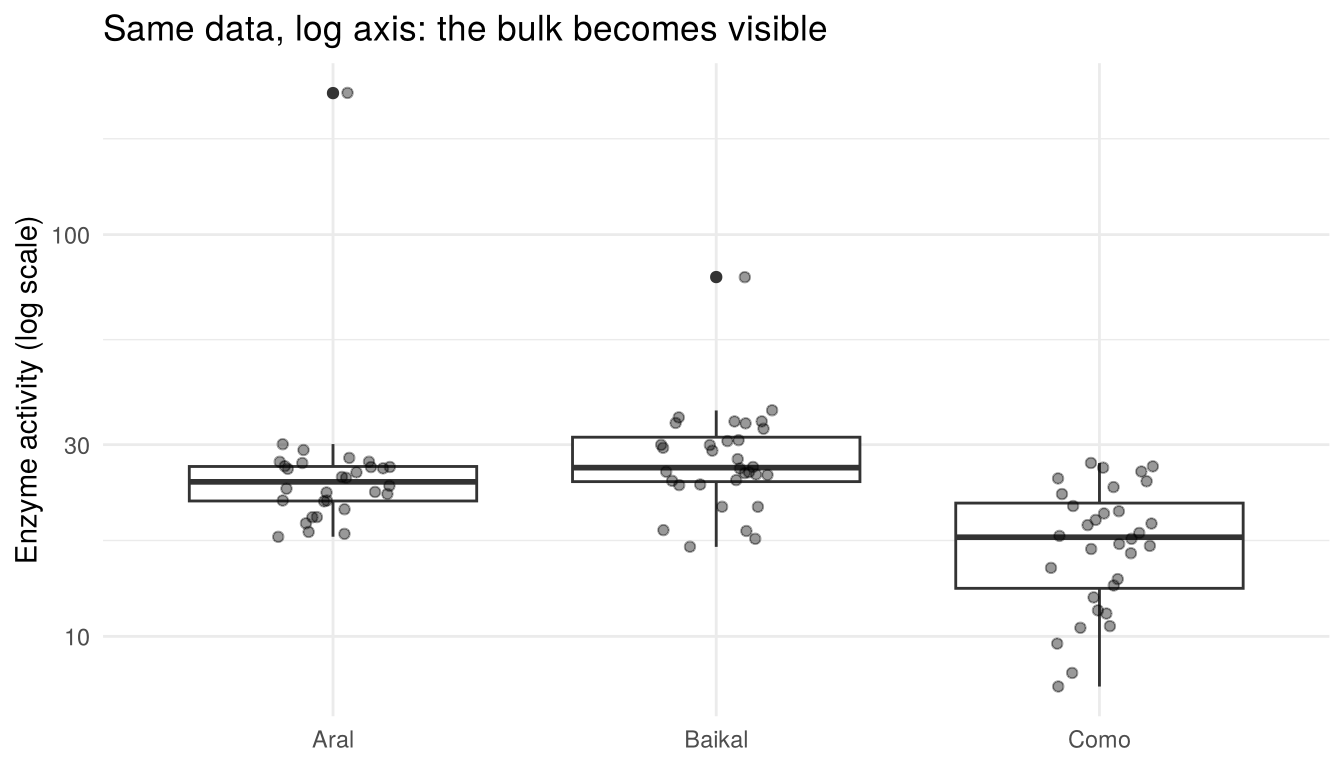 Same data, log axis: the bulk becomes visible
Enzyme activity (log scale)
100
30
10
Aral
Baikal
Como